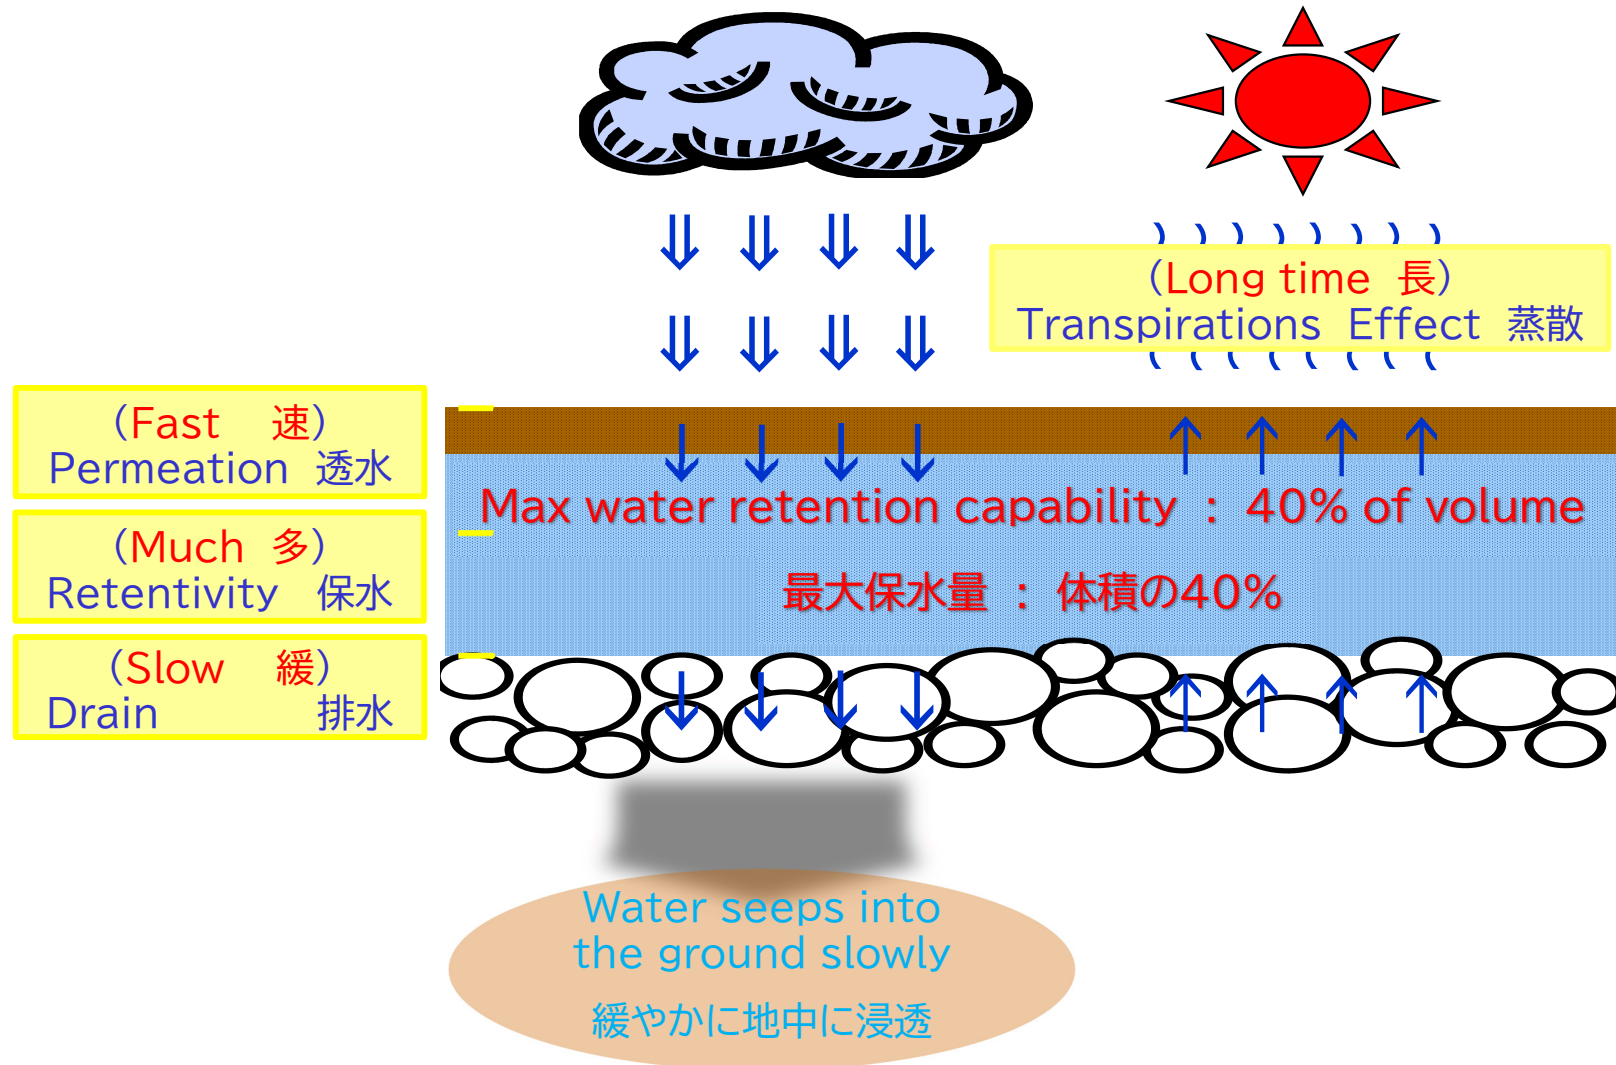 (Long time 長)
Transpirations Effect 蒸散
(Fast 速)
Permeation 透水
(Much 多)
Retentivity 保水
(Slow 緩)
Drain 排水
Max water retention capability : 40% of volume
最大保水量 : 体積の40%
Water seeps into
the ground slowly
緩やかに地中に浸透